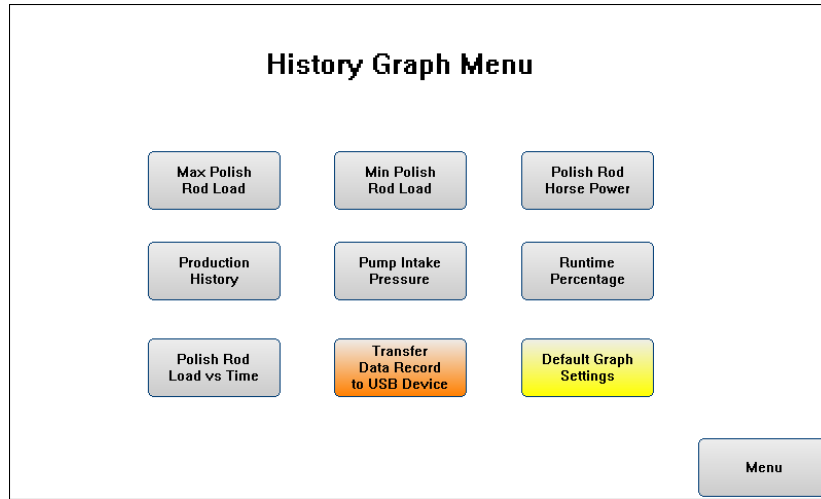 History Graph Menu
Max Polish
Rod Load
Min Polish
Rod Load
Polish Rod
Horse Power
Production
History
Pump Intake
Pressure
Runtime
Percentage
Polish Rod
Load vs Time
Transfer
Data Record
to USB Device
Default Graph
Settings
Menu